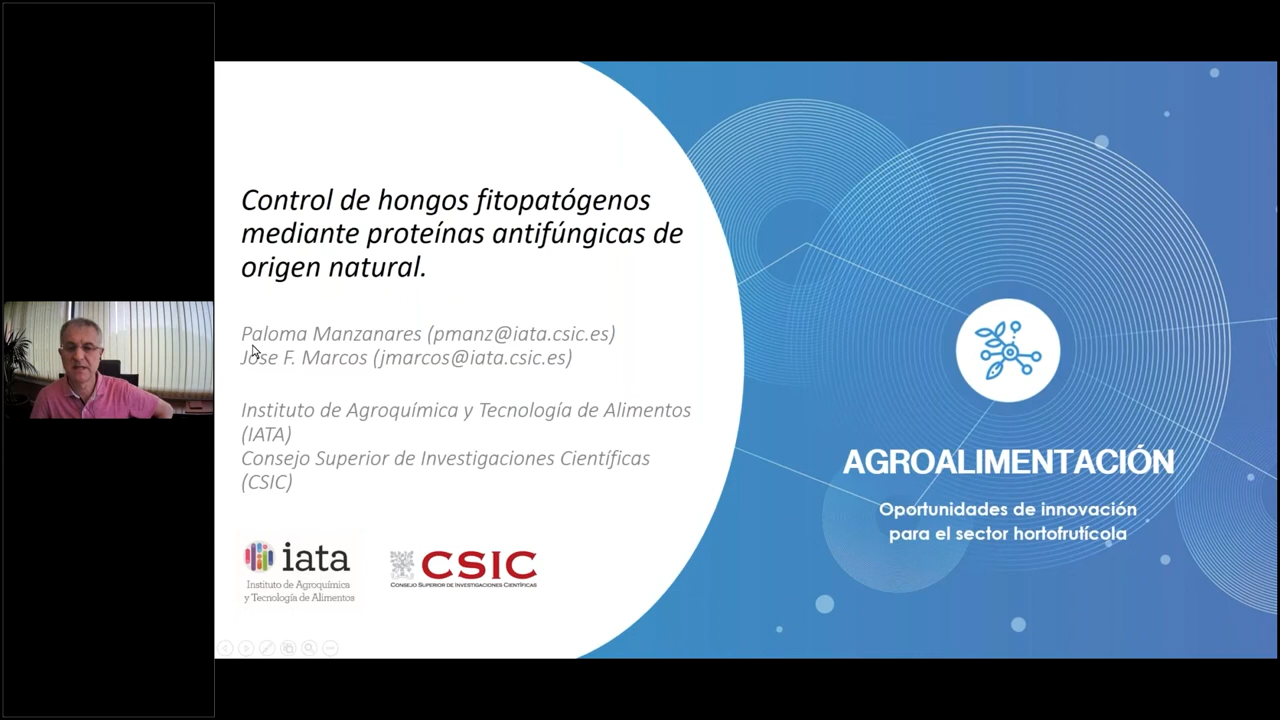 Control de hongos fitopatógenos
mediante proteínas antifúngicas de
origen natural.
Paloma Manzanares (pmanz@iata.csic.es)
Jose F. Marcos (jmarcos@iata.csic.es)
Instituto de Agroquímica y Tecnología de Alimentos
(IATA)
Consejo Superior de Investigaciones Científicas
(CSIC)
iata
Instituto de Agroquímica
y Tecnología de Alimentos
CSIC
CONSEJO SUPERIOR DE INVESTIGACIONES CIENTÍFICAS
AGROALIMENTACIÓN
Oportunidades de innovación
para el sector hortofrutícola